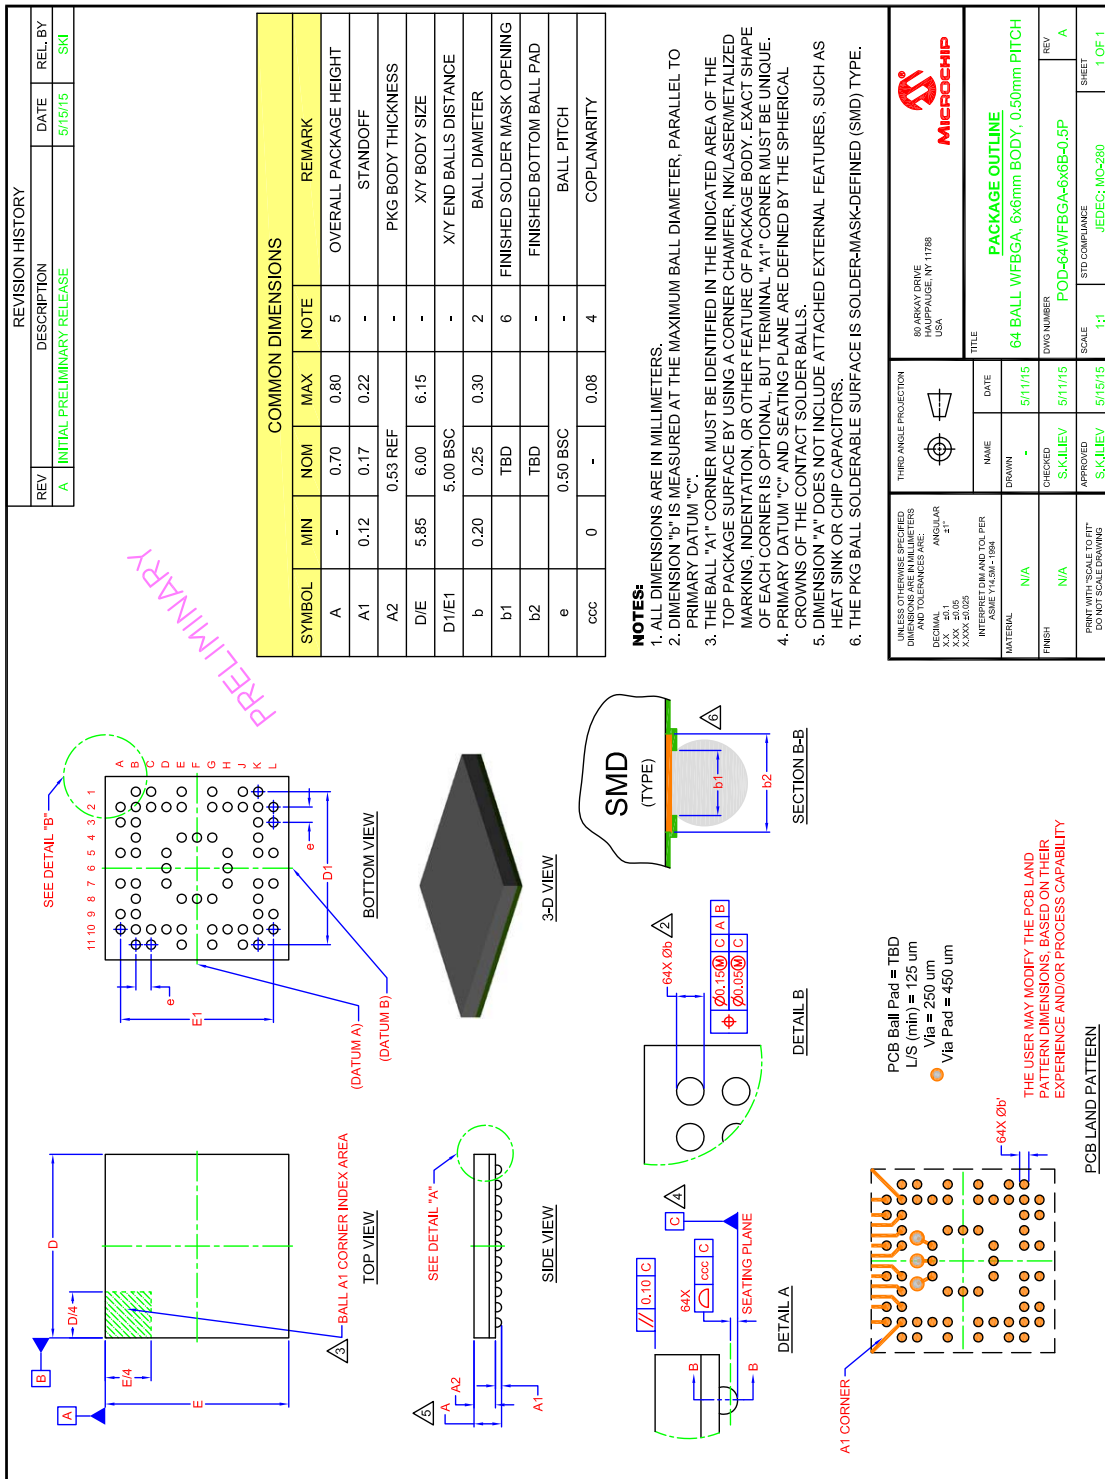 REVISION HISTORY
REV DESCRIPTION DATE REL. BY
A INITIAL PRELIMINARY RELEASE 5/15/15 SKI
PRELIMINARY
COMMON DIMENSIONS
SYMBOL MIN NOM MAX NOTE REMARK
A - 0.70 0.80 5 OVERALL PACKAGE HEIGHT
A1 0.12 0.17 0.22 - STANDOFF
A2 0.53 REF - PKG BODY THICKNESS
D/E 5.85 6.00 6.15 - X/Y BODY SIZE
D1/E1 5.00 BSC - X/Y END BALLS DISTANCE
b 0.20 0.25 0.30 2 BALL DIAMETER
b1 TBD 6 FINISHED SOLDER MASK OPENING
b2 TBD - FINISHED BOTTOM BALL PAD
e 0.50 BSC - BALL PITCH
ccc 0 - 0.08 4 COPLANARITY
NOTES:
1. ALL DIMENSIONS ARE IN MILLIMETERS.
2. DIMENSION "b" IS MEASURED AT THE MAXIMUM BALL DIAMETER, PARALLEL TO
PRIMARY DATUM "C".
3. THE BALL "A1" CORNER MUST BE IDENTIFIED IN THE INDICATED AREA OF THE
TOP PACKAGE SURFACE BY USING A CORNER CHAMFER, INK/LASER/METALIZED
MARKING, INDENTATION, OR OTHER FEATURE OF PACKAGE BODY. EXACT SHAPE
OF EACH CORNER IS OPTIONAL, BUT TERMINAL "A1" CORNER MUST BE UNIQUE.
4. PRIMARY DATUM "C" AND SEATING PLANE ARE DEFINED BY THE SPHERICAL
CROWNS OF THE CONTACT SOLDER BALLS.
5. DIMENSION "A" DOES NOT INCLUDE ATTACHED EXTERNAL FEATURES, SUCH AS
HEAT SINK OR CHIP CAPACITORS.
6. THE PKG BALL SOLDERABLE SURFACE IS SOLDER-MASK-DEFINED (SMD) TYPE.
B
D
D/4
A
E/4
E
3
BALL A1 CORNER INDEX AREA
TOP VIEW
SEE DETAIL "B"
11 10 9 8 7 6 5 4 3 2 1
A
B
C
D
E
F
G
H
J
K
L
e
E1
e
D1
(DATUM A)
(DATUM B)
BOTTOM VIEW
5
A
A2
A1
SEE DETAIL "A"
SIDE VIEW
3-D VIEW
// 0.10 C
64X
ccc C
C
4
SEATING PLANE
B
B
DETAIL A
64X Øb
2
Ø0.15Ⓜ C A B
Ø0.05Ⓜ C
DETAIL B
SMD
(TYPE)
b1
b2
6
SECTION B-B
A1 CORNER
64X Øb'
PCB LAND PATTERN
PCB Ball Pad = TBD
L/S (min) = 125 um
Via = 250 um
Via Pad = 450 um
THE USER MAY MODIFY THE PCB LAND
PATTERN DIMENSIONS, BASED ON THEIR
EXPERIENCE AND/OR PROCESS CAPABILITY
UNLESS OTHERWISE SPECIFIED
DIMENSIONS ARE IN MILLIMETERS
AND TOLERANCES ARE:
DECIMAL ANGULAR
X.X ±0.1 ±1°
X.XX ±0.05
X.XXX ±0.025
INTERPRET DIM AND TOL PER
ASME Y14.5M - 1994
MATERIAL
N/A
FINISH
N/A
PRINT WITH "SCALE TO FIT"
DO NOT SCALE DRAWING
THIRD ANGLE PROJECTION
NAME DATE
DRAWN
- 5/11/15
CHECKED
S.K.ILIEV 5/11/15
APPROVED
S.K.ILIEV 5/15/15
80 ARKAY DRIVE
HAUPPAUGE, NY 11788
USA
MICROCHIP
TITLE
PACKAGE OUTLINE
64 BALL WFBGA, 6x6mm BODY, 0.50mm PITCH
DWG NUMBER
POD-64WFBGA-6x6B-0.5P
REV
A
SCALE
1:1
STD COMPLIANCE
JEDEC: MO-280
SHEET
1 OF 1